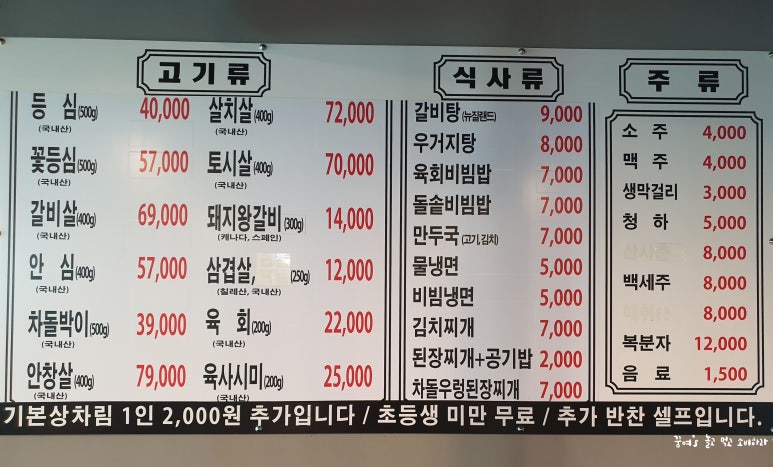 고기류
등 심(500g) 40,000
(국내산)
꽃등심(500g) 57,000
(국내산)
갈비살(400g) 69,000
(국내산)
안 심(400g) 57,000
(국내산)
차돌박이(500g) 39,000
(국내산)
안창살(400g) 79,000
(국내산)
살치살(400g) 72,000
(국내산)
토시살(400g) 70,000
(국내산)
돼지왕갈비(300g) 14,000
(캐나다, 스페인)
삼겹살, (250g) 12,000
(칠레산, 국내산)
육 회(200g) 22,000
(국내산)
육사시미(200g) 25,000
(국내산)
식사류
갈비탕(뉴질랜드) 9,000
우거지탕 8,000
육회비빔밥 7,000
돌솥비빔밥 7,000
만두국(고기,김치) 7,000
물냉면 5,000
비빔냉면 5,000
김치찌개 7,000
된장찌개+공기밥 2,000
차돌우렁된장찌개 7,000
주류
소 주 4,000
맥 주 4,000
생막걸리 3,000
청 하 5,000
산사춘 8,000
백세주 8,000
8,000
복분자 12,000
음 료 1,500
기본상차림 1인 2,000원 추가입니다 / 초등생 미만 무료 / 추가 반찬 셀프입니다.